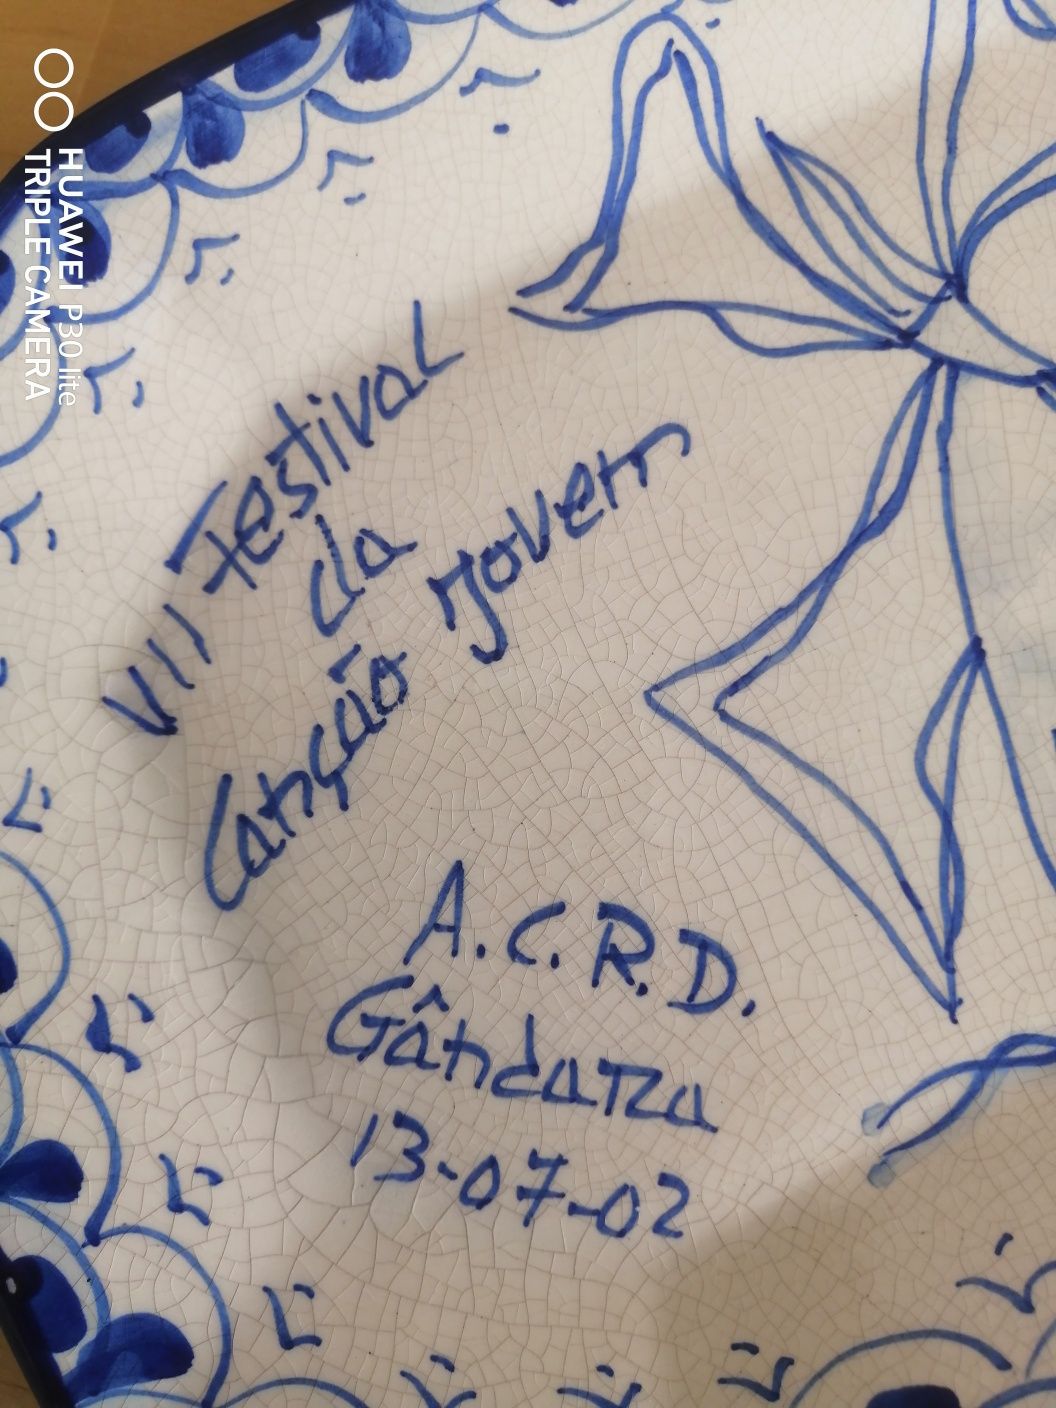 VII Festival
da
Canção Jovem
A.C.R.D.
Gândara
13-07-02
HUAWEI P30 lite
TRIPLE CAMERA